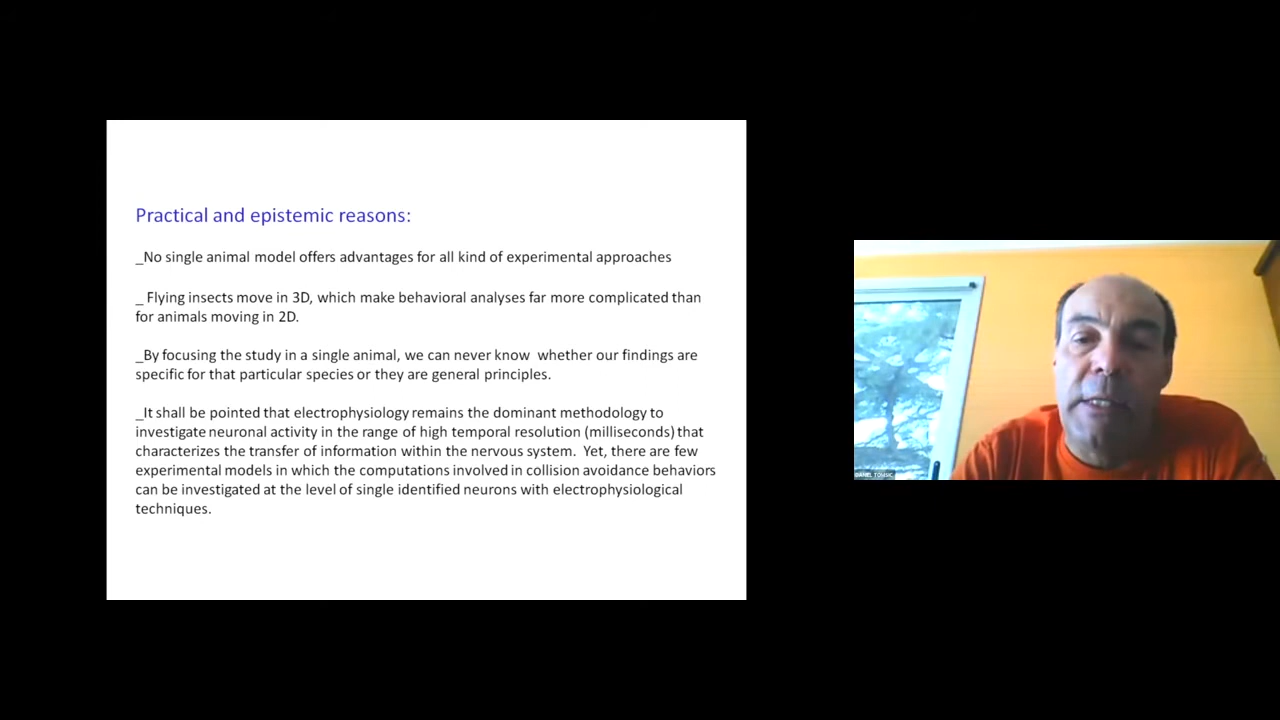 Practical and epistemic reasons:
_No single animal model offers advantages for all kind of experimental approaches
_ Flying insects move in 3D, which make behavioral analyses far more complicated than
for animals moving in 2D.
_By focusing the study in a single animal, we can never know whether our findings are
specific for that particular species or they are general principles.
_It shall be pointed that electrophysiology remains the dominant methodology to
investigate neuronal activity in the range of high temporal resolution (milliseconds) that
characterizes the transfer of information within the nervous system. Yet, there are few
experimental models in which the computations involved in collision avoidance behaviors
can be investigated at the level of single identified neurons with electrophysiological
techniques.